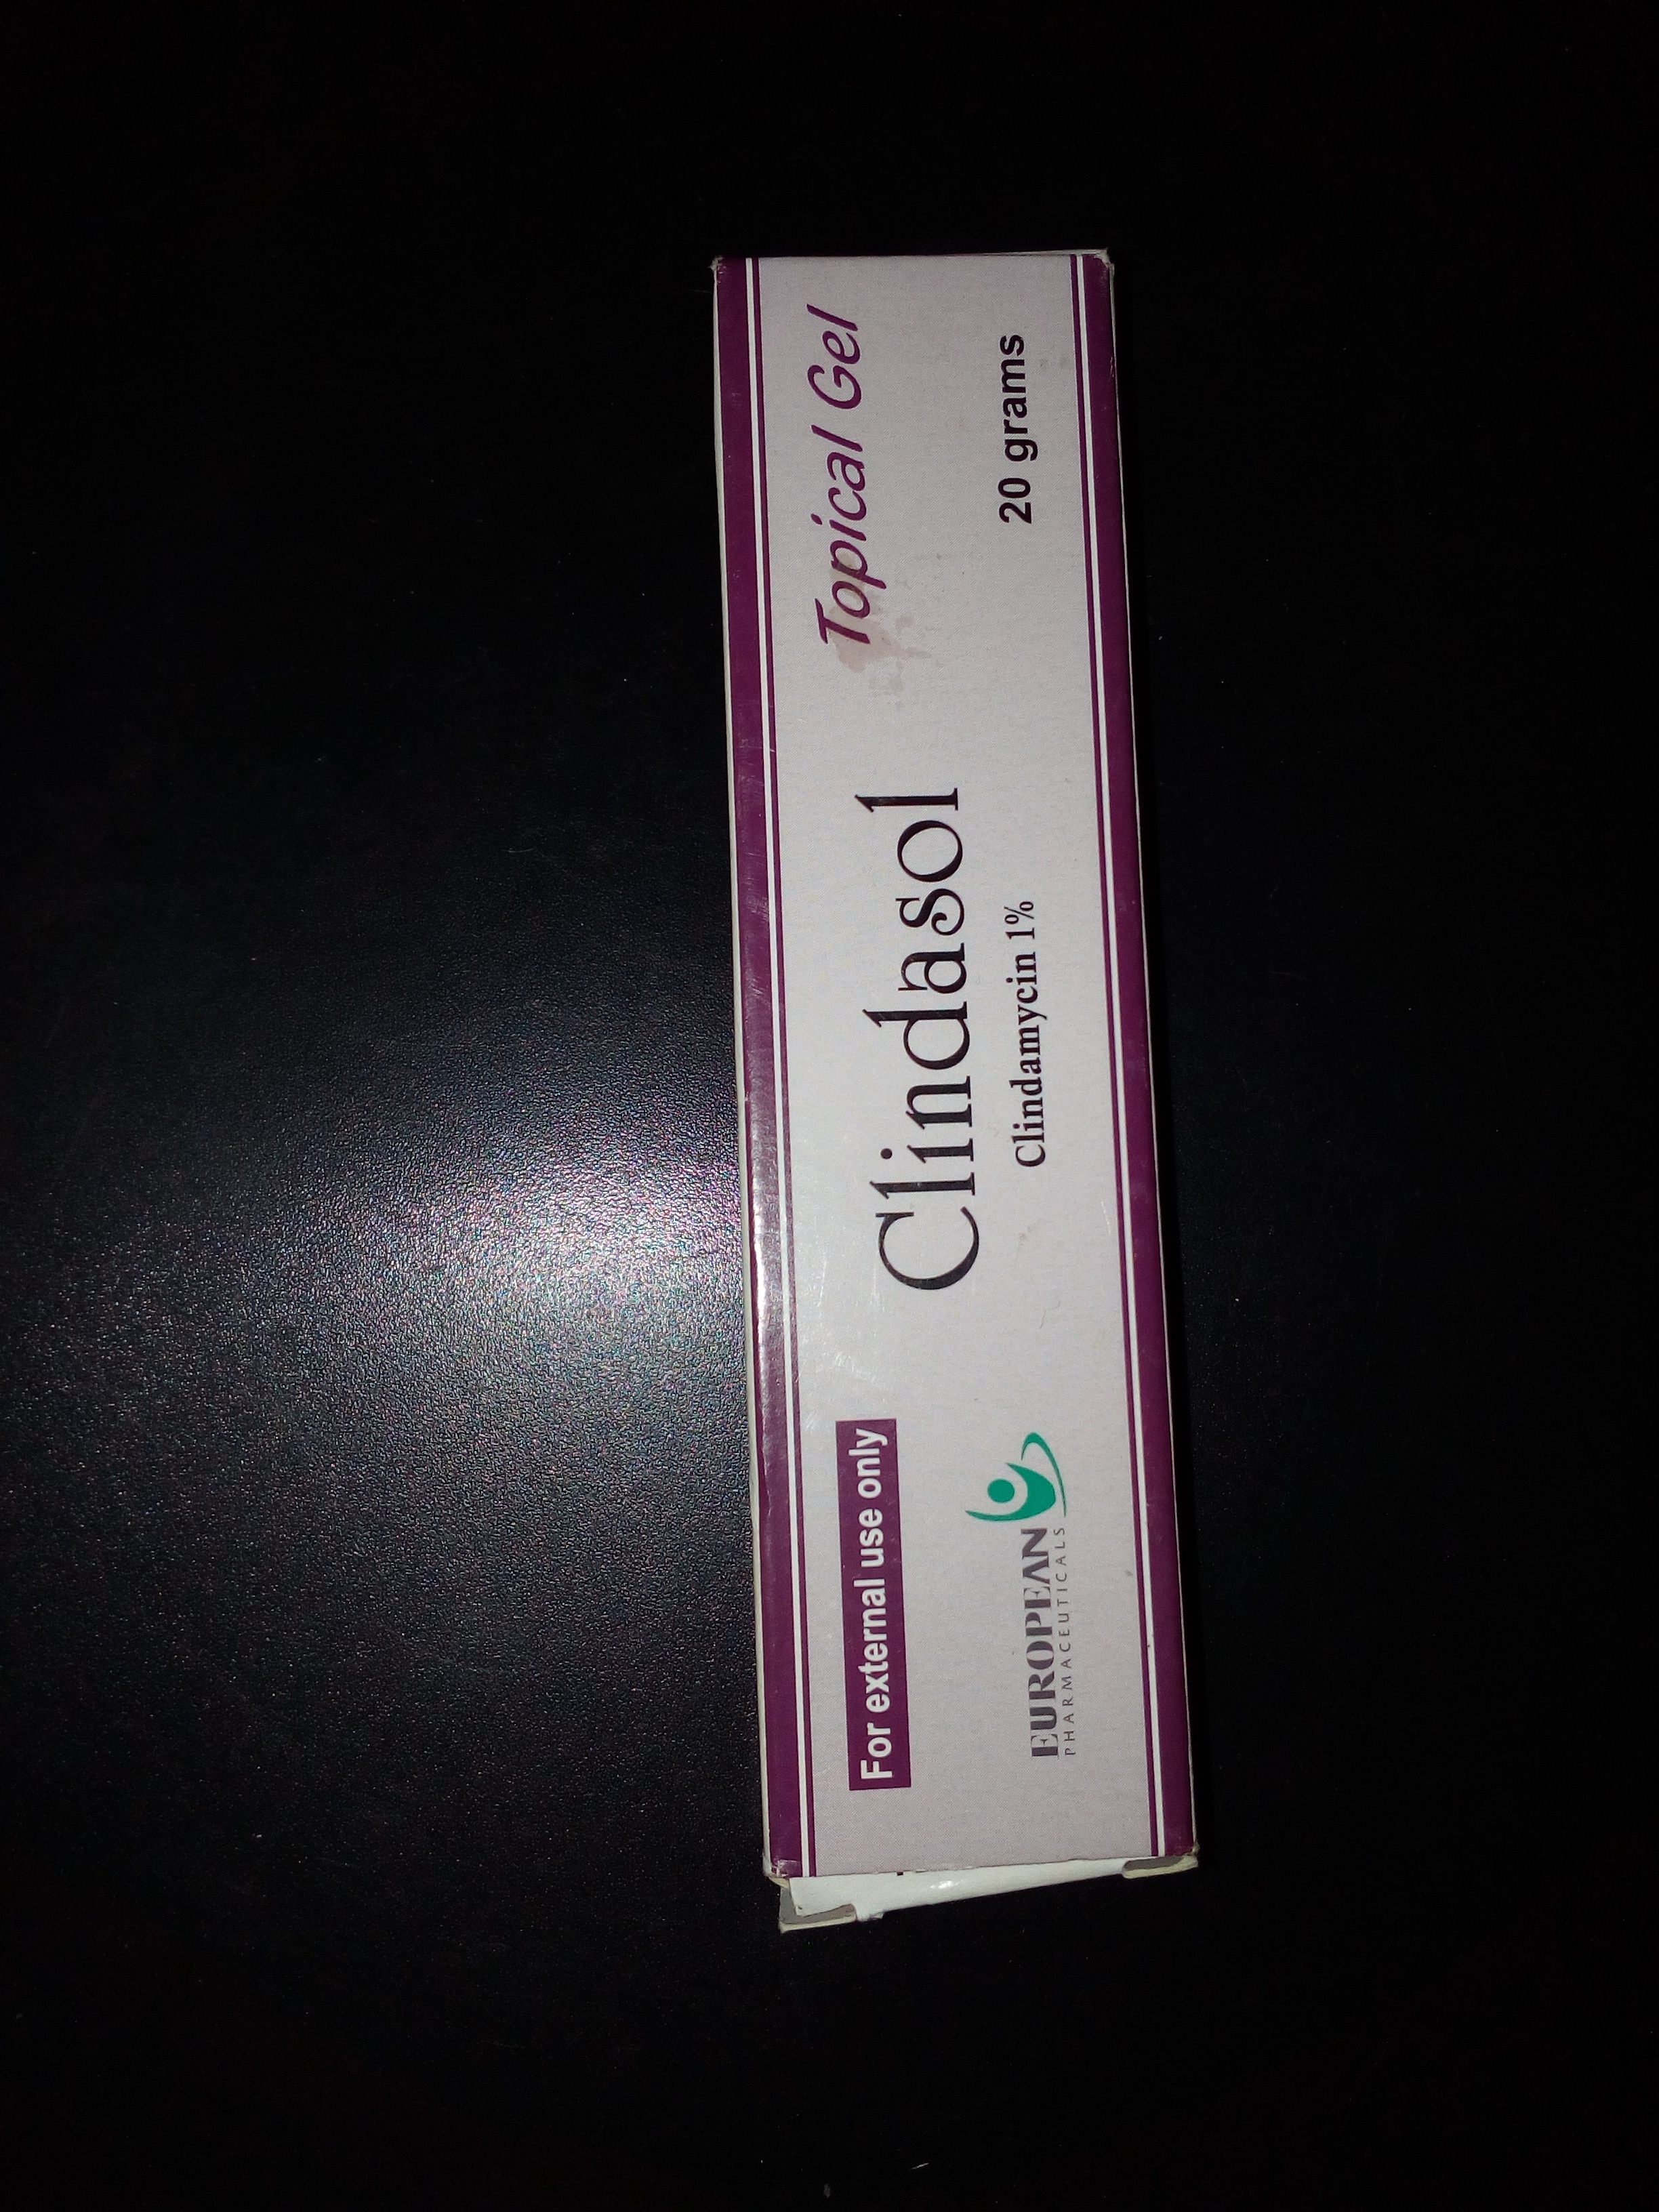 For external use only
Topical Gel
Clindasol
Clindamycin 1%
20 grams
EUROPEAN
PHARMACEUTICALS